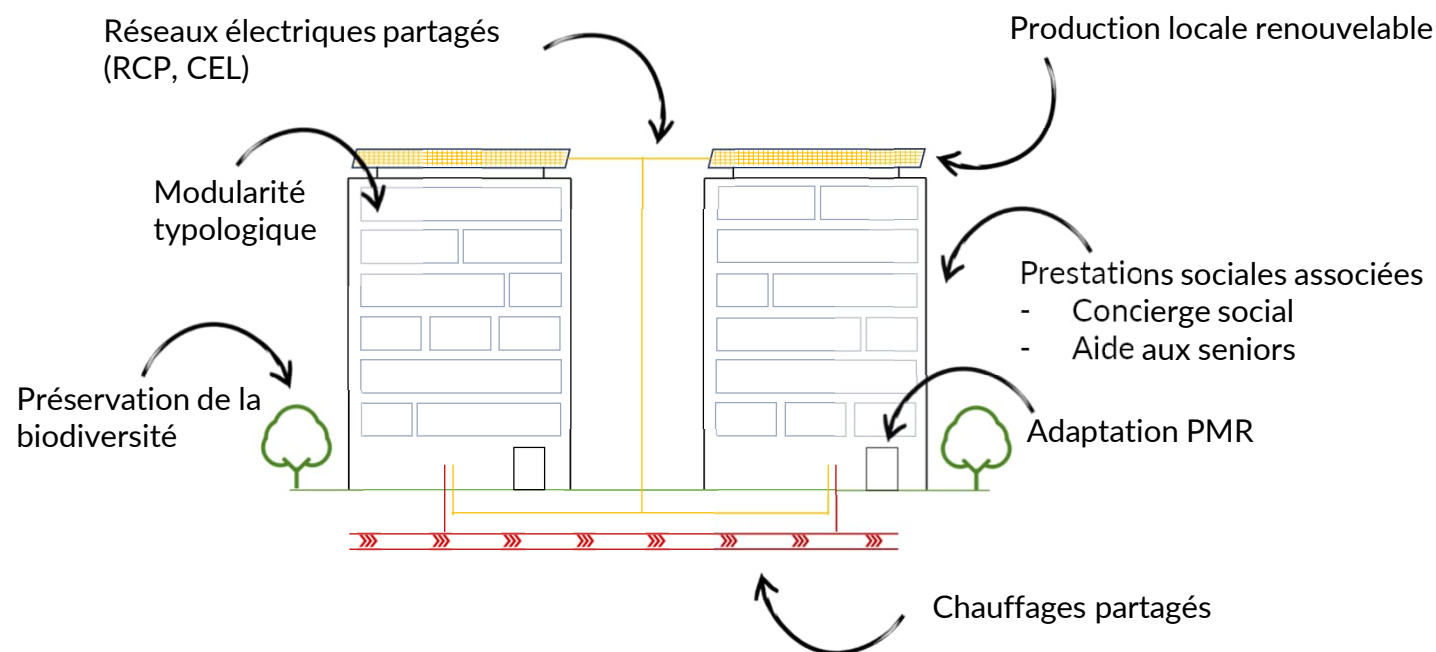 Réseaux électriques partagés
(RCP, CEL)
Production locale renouvelable
Modularité
typologique
Prestations sociales associées
- Concierge social
- Aide aux seniors
Préservation de la
biodiversité
Adaptation PMR
Chauffages partagés